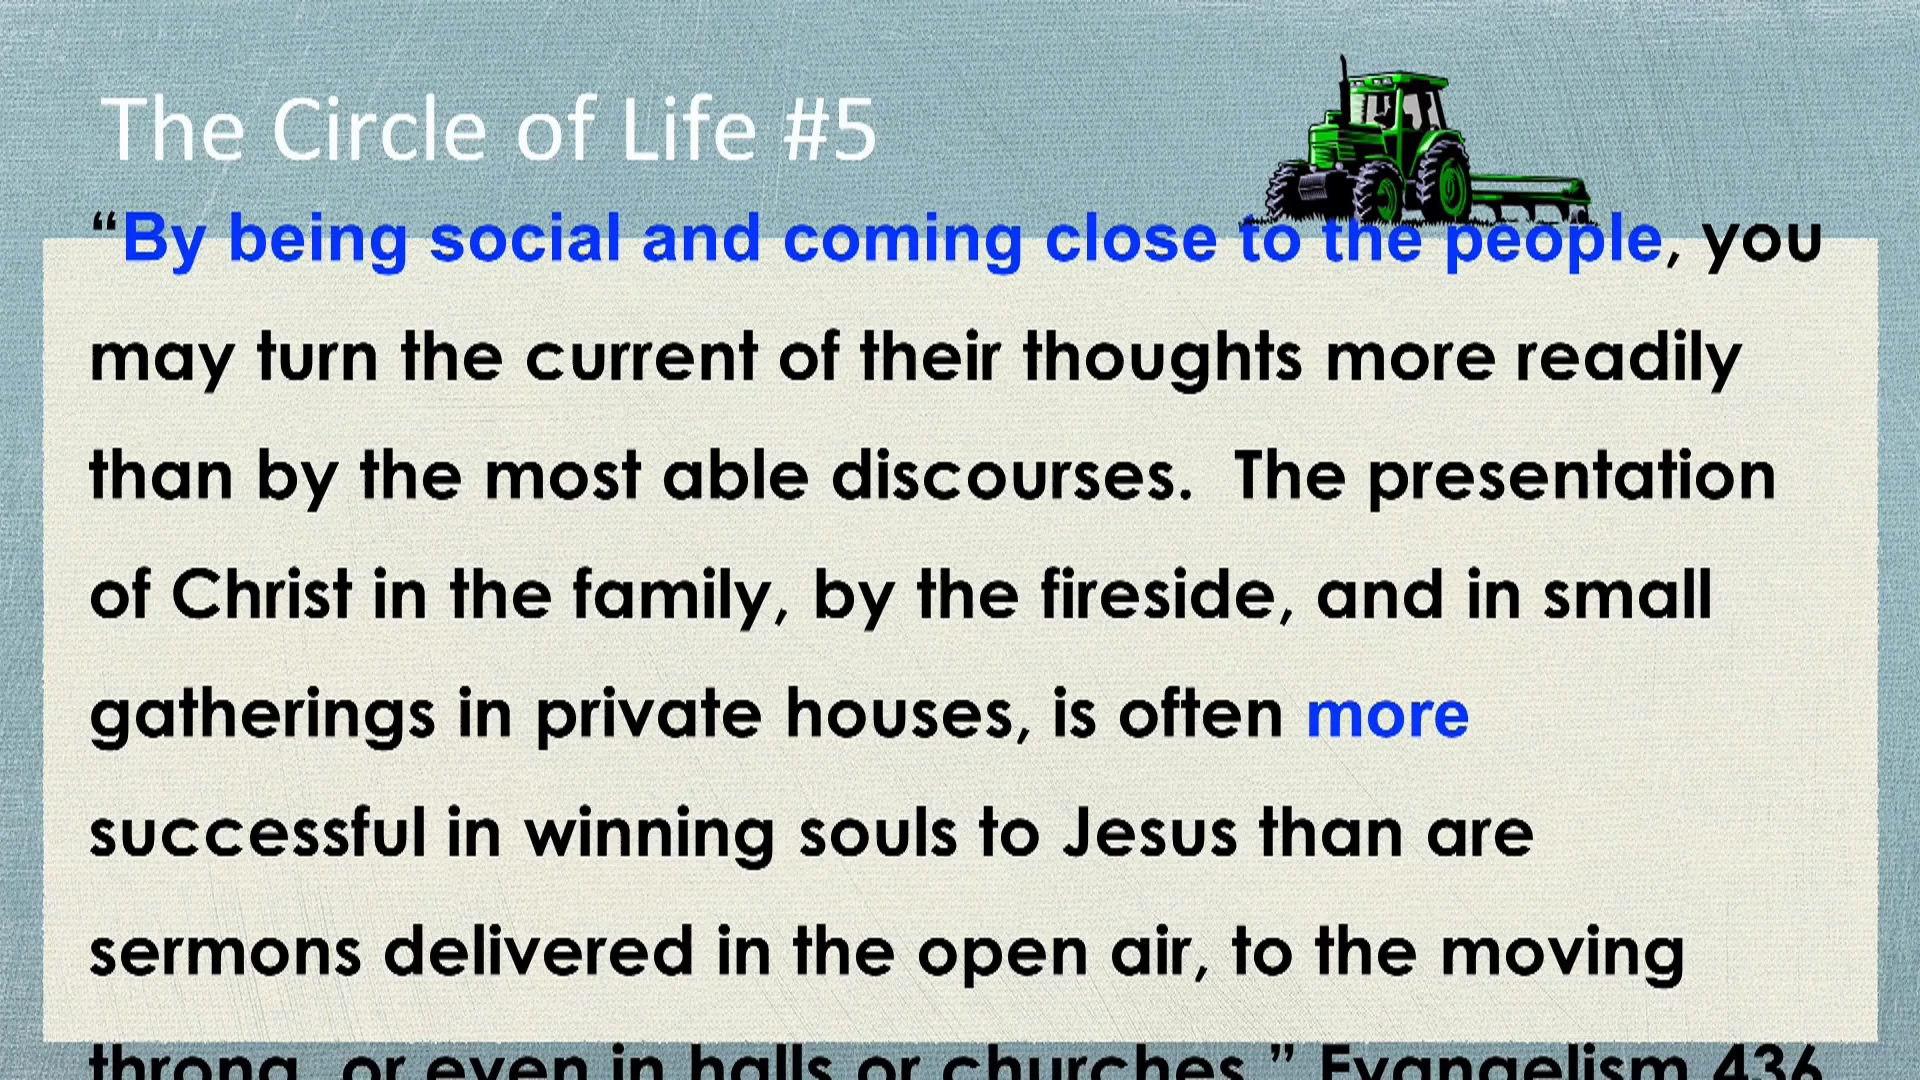 The Circle of Life #5
“By being social and coming close to the people, you
may turn the current of their thoughts more readily
than by the most able discourses.  The presentation
of Christ in the family, by the fireside, and in small
gatherings in private houses, is often more
successful in winning souls to Jesus than are
sermons delivered in the open air, to the moving
throng, or even in halls or churches.” Evangelism 436